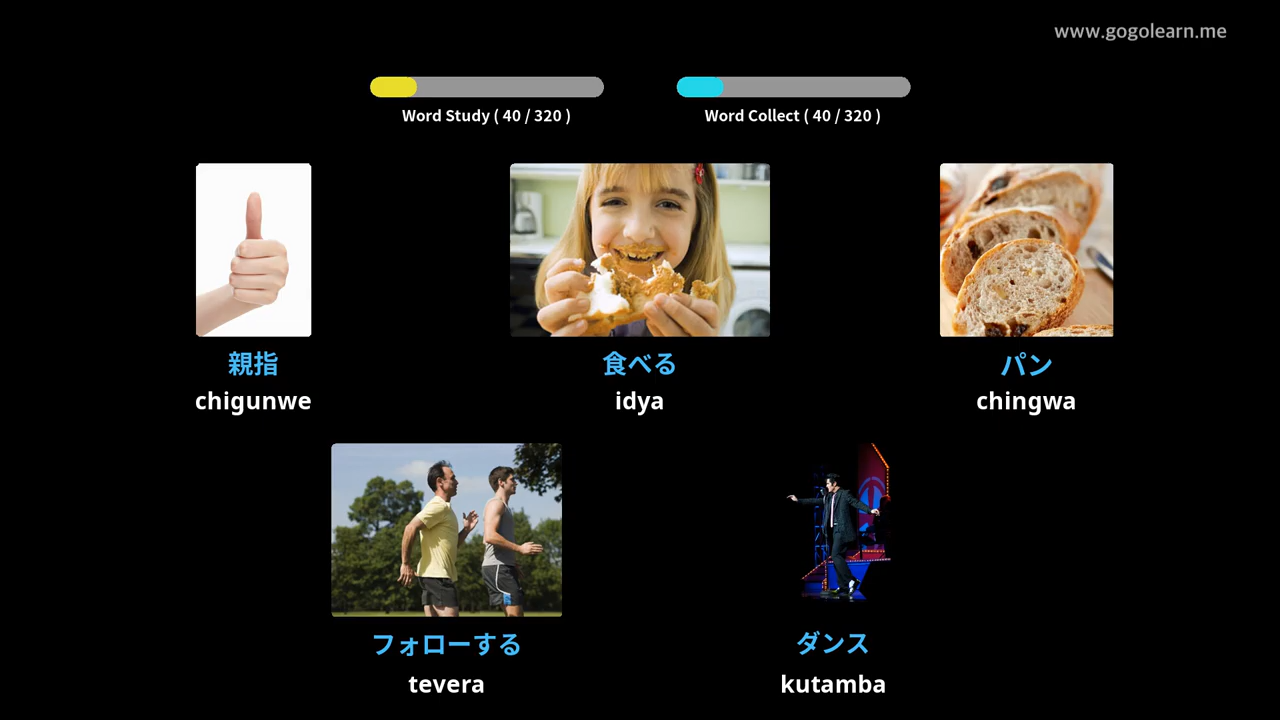 www.gogolearn.me
Word Study ( 40 / 320 )
Word Collect ( 40 / 320 )
親指
chigunwe
食べる
idya
パン
chingwa
フォローする
tevera
ダンス
kutamba